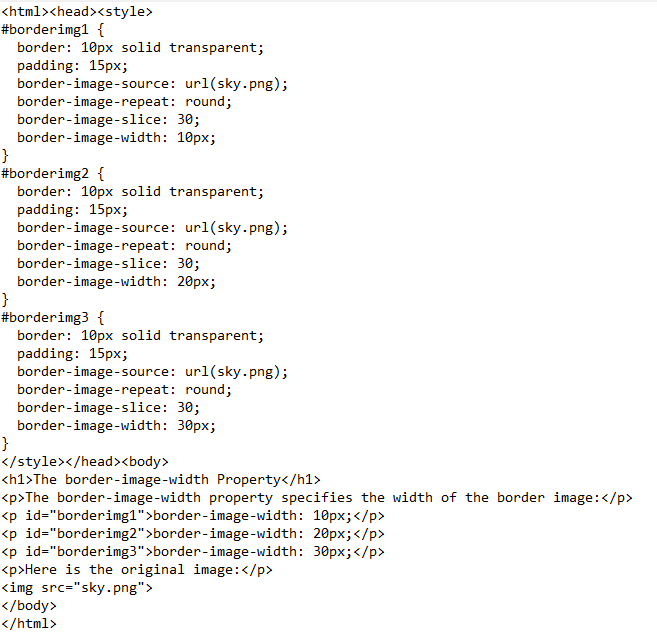 <html><head><style>
#borderimg1 {
  border: 10px solid transparent;
  padding: 15px;
  border-image-source: url(sky.png);
  border-image-repeat: round;
  border-image-slice: 30;
  border-image-width: 10px;
}
#borderimg2 {
  border: 10px solid transparent;
  padding: 15px;
  border-image-source: url(sky.png);
  border-image-repeat: round;
  border-image-slice: 30;
  border-image-width: 20px;
}
#borderimg3 {
  border: 10px solid transparent;
  padding: 15px;
  border-image-source: url(sky.png);
  border-image-repeat: round;
  border-image-slice: 30;
  border-image-width: 30px;
}
</style></head><body>
<h1>The border-image-width Property</h1>
<p>The border-image-width property specifies the width of the border image:</p>
<p id="borderimg1">border-image-width: 10px;</p>
<p id="borderimg2">border-image-width: 20px;</p>
<p id="borderimg3">border-image-width: 30px;</p>
<p>Here is the original image:</p>
<img src="sky.png">
</body>
</html>